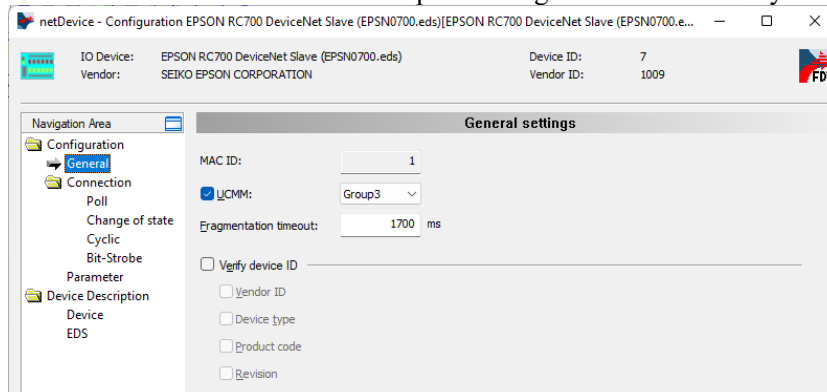 netDevice - Configuration EPSON RC700 DeviceNet Slave (EPSN0700.eds)[EPSON RC700 DeviceNet Slave (EPSN0700.e...
IO Device: EPSON RC700 DeviceNet Slave (EPSN0700.eds) Device ID: 7
Vendor: SEIKO EPSON CORPORATION Vendor ID: 1009
FD
Navigation Area General settings
Configuration
General
Connection
Poll
Change of state
Cyclic
Bit-Strobe
Parameter
Device Description
Device
EDS
MAC ID: 1
UCMM: Group3
Fragmentation timeout: 1700 ms
Verify device ID
Vendor ID
Device type
Product code
Revision